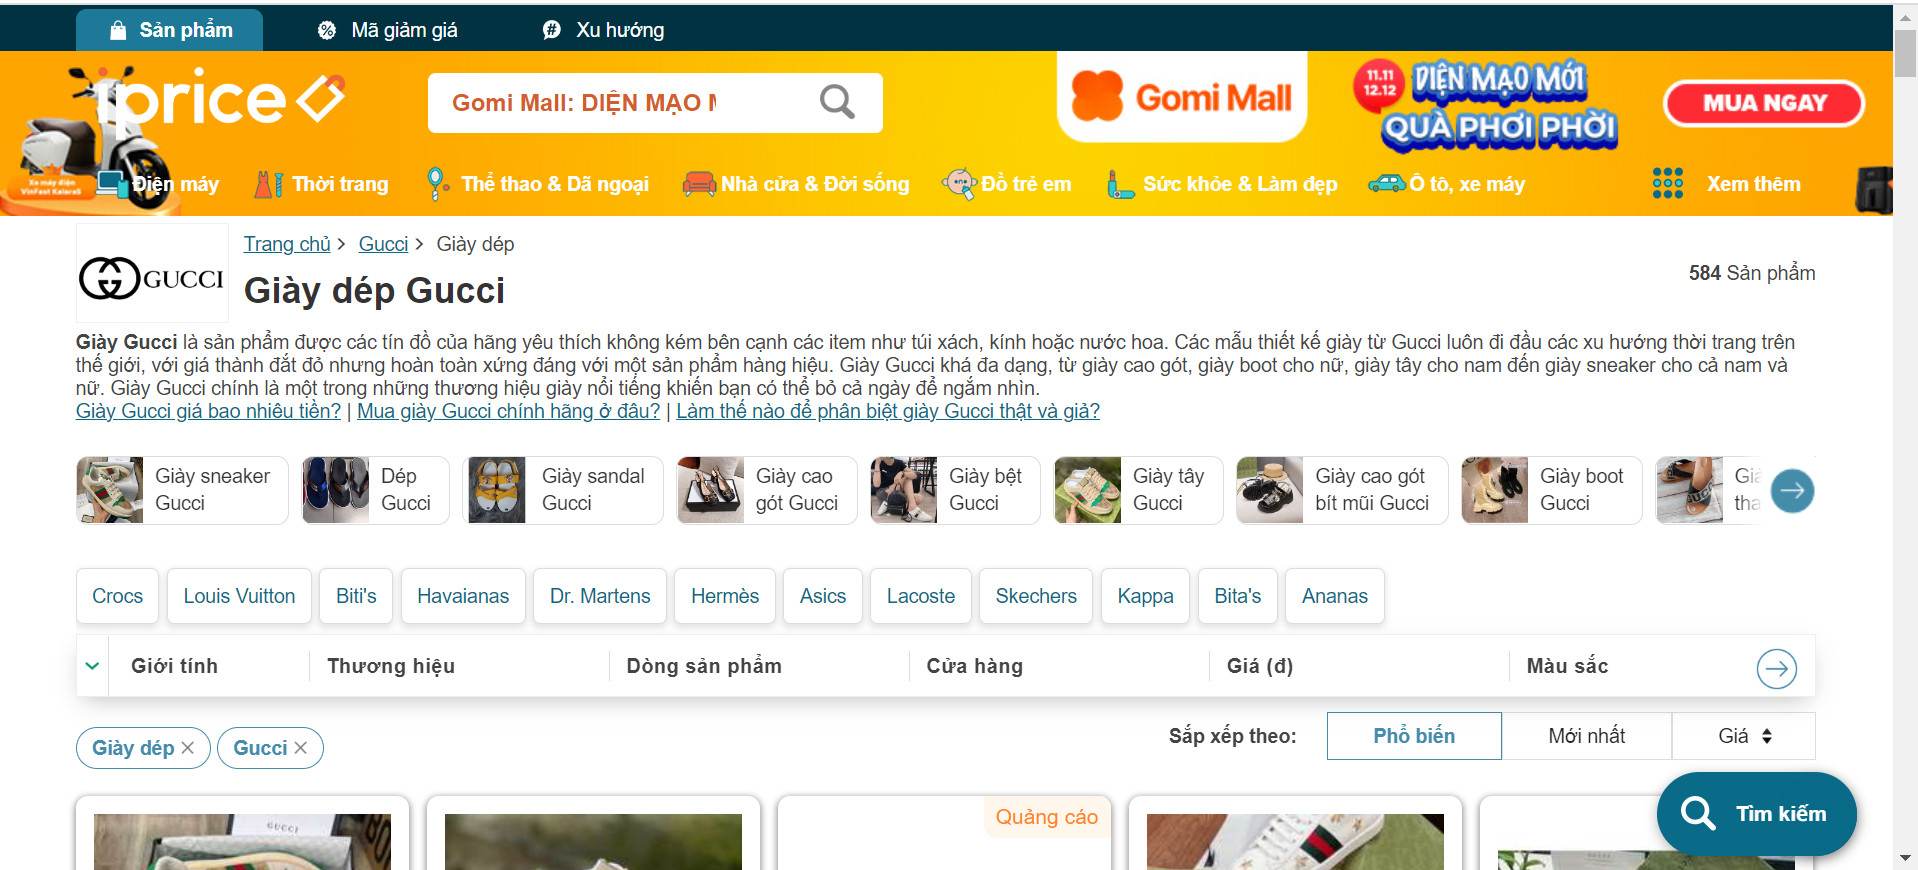 Sản phẩm
Mã giảm giá
Xu hướng
iprice
Gomi Mall: DIỆN MẠO
Gomi Mall
11.11
12.12
DIỆN MẠO MỚI
QUÀ PHƠI PHỚI
MUA NGAY
Xe máy điện
Điện máy
Thời trang
Thể thao & Dã ngoại
Nhà cửa & Đời sống
Đồ trẻ em
Sức khỏe & Làm đẹp
Ô tô, xe máy
Xem thêm
GUCCI
Trang chủ > Gucci > Giày dép
Giày dép Gucci
584 Sản phẩm
Giày Gucci là sản phẩm được các tín đồ của hãng yêu thích không kém bên cạnh các item như túi xách, kính hoặc nước hoa. Các mẫu thiết kế giày từ Gucci luôn đi đầu các xu hướng thời trang trên
thế giới, với giá thành đắt đỏ nhưng hoàn toàn xứng đáng với một sản phẩm hàng hiệu. Giày Gucci khá đa dạng, từ giày cao gót, giày boot cho nữ, giày tây cho nam đến giày sneaker cho cả nam và
nữ. Giày Gucci chính là một trong những thương hiệu giày nổi tiếng khiến bạn có thể bỏ cả ngày để ngắm nhìn.
Giày Gucci giá bao nhiêu tiền? | Mua giày Gucci chính hãng ở đâu? | Làm thế nào để phân biệt giày Gucci thật và giả?
Giày sneaker
Gucci
Dép
Gucci
Giày sandal
Gucci
Giày cao
gót Gucci
Giày bệt
Gucci
Giày tây
Gucci
Giày cao gót
bít mũi Gucci
Giày boot
Gucci
Crocs
Louis Vuitton
Biti's
Havaianas
Dr. Martens
Hermès
Asics
Lacoste
Skechers
Kappa
Bita's
Ananas
Giới tính
Thương hiệu
Dòng sản phẩm
Cửa hàng
Giá (đ)
Màu sắc
Giày dép ×
Gucci ×
Sắp xếp theo:
Phổ biến
Mới nhất
Giá
Quảng cáo
Tìm kiếm
GUCCI